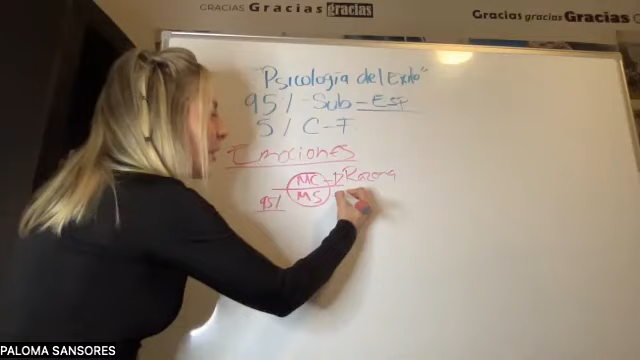 GRACIAS Gracias gracias
Gracias gracias Gracias
"Psicología del Exito"
95% Sub = Esp
5% C-F
Emociones
MC → Razona
95% MS
PALOMA SANSORES